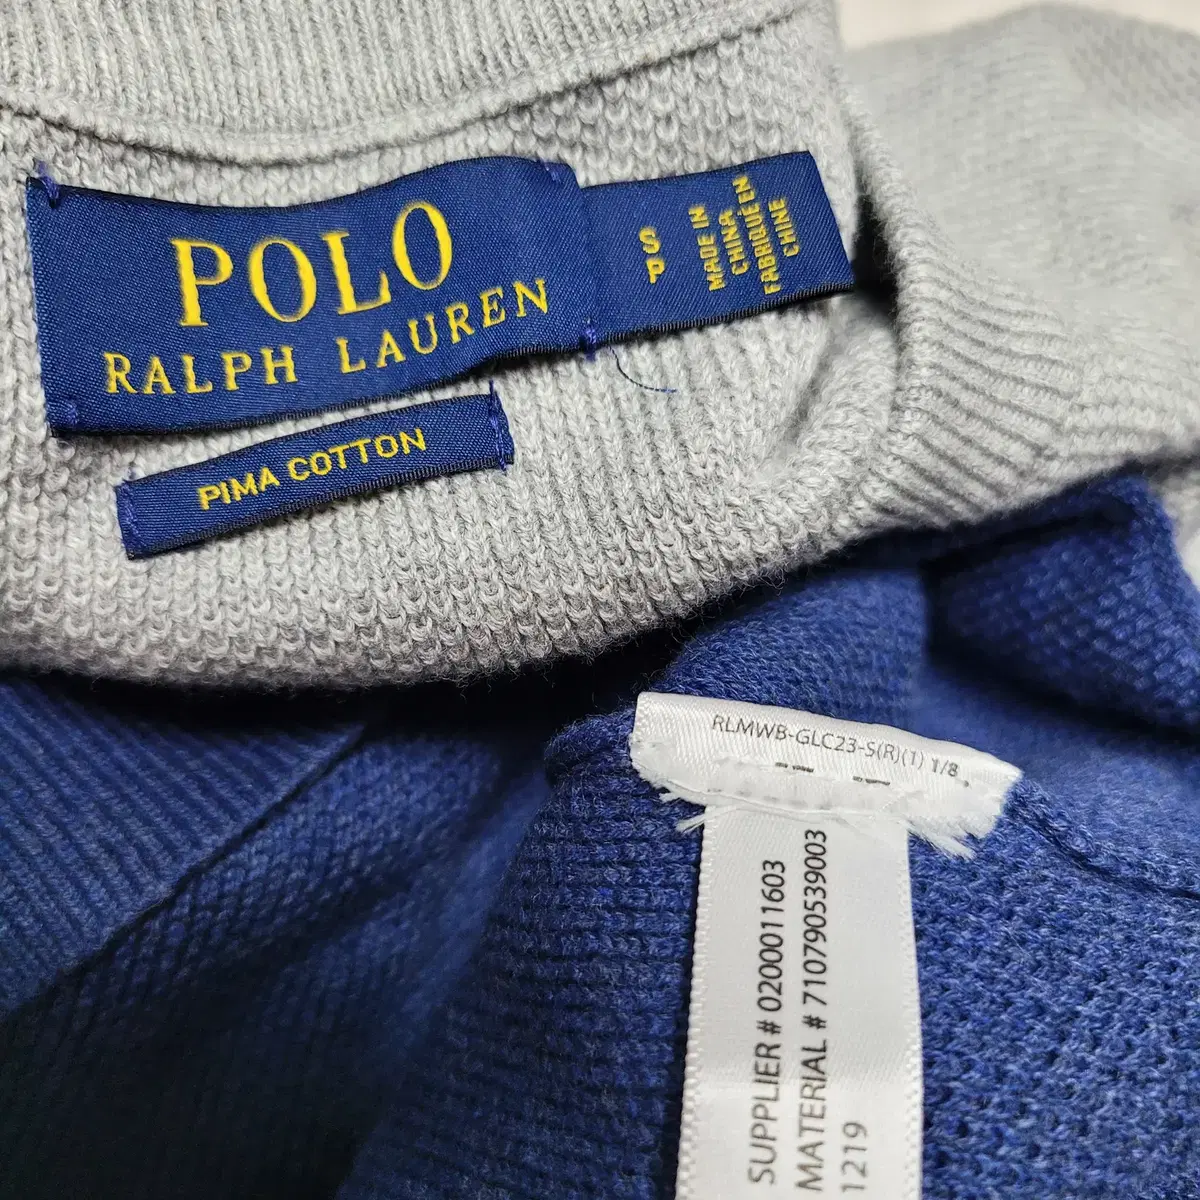 POLO
RALPH LAUREN
S
P
MADE IN
CHINA
FABRIQUÉ EN
CHINE
PIMA COTTON
RLMWB-GLC23-S(R)(1) 1/8
SUPPLIER # 0200011603
MATERIAL # 710790539003
1219